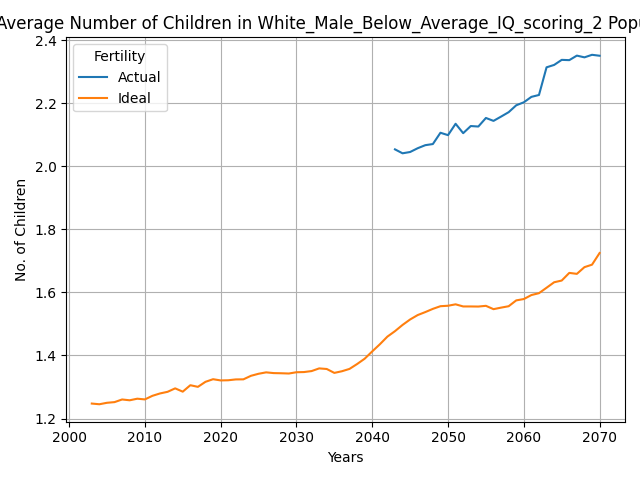 Average Number of Children in White_Male_Below_Average_IQ_scoring_2 Popu
2.4
2.2
2.0
1.8
1.6
1.4
1.2
No. of Children
Fertility
Actual
Ideal
2000 2010 2020 2030 2040 2050 2060 2070
Years